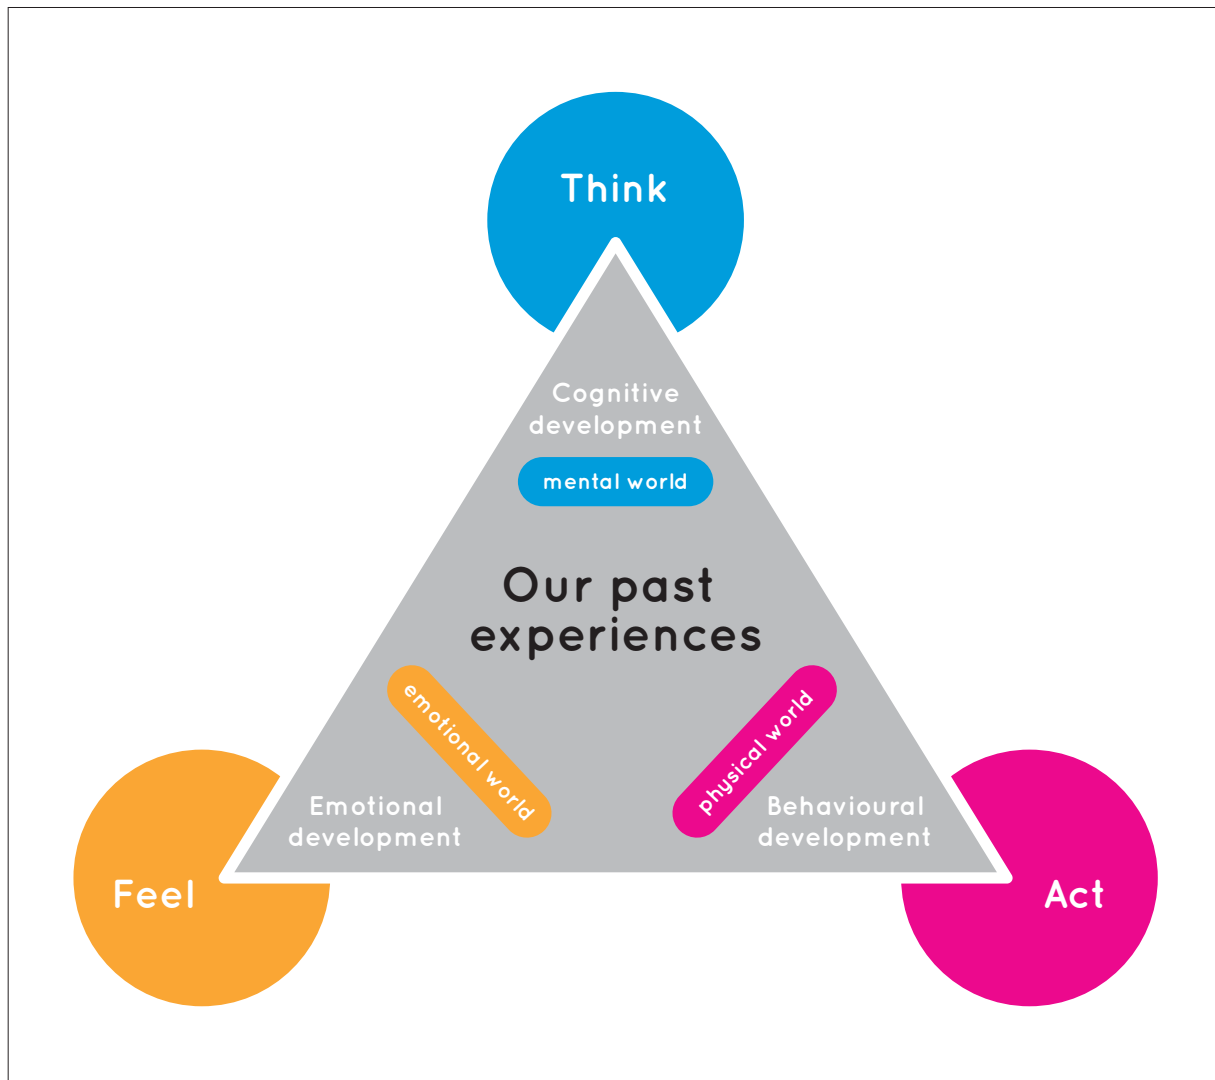 Think
Cognitive
development
mental world
Our past
experiences
emotional world
physical world
Emotional
development
Behavioural
development
Feel
Act